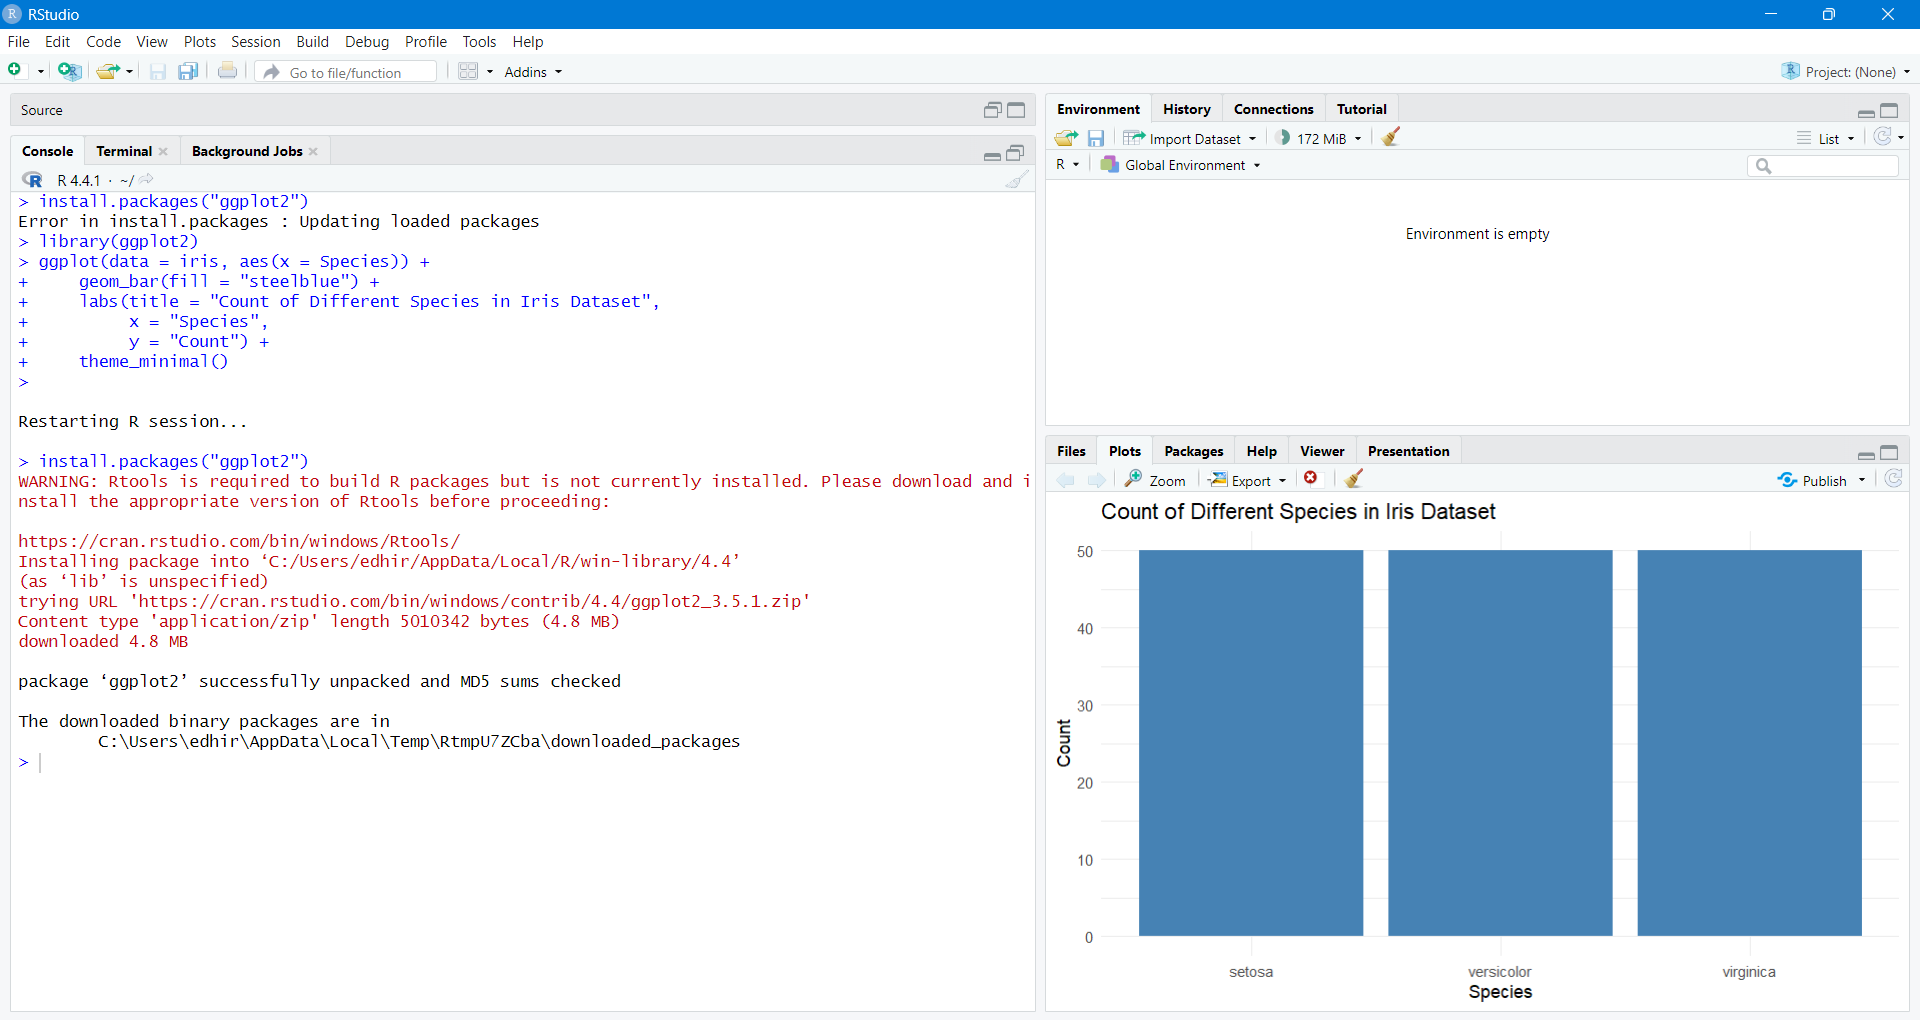 RStudio
File Edit Code View Plots Session Build Debug Profile Tools Help
Go to file/function Addins Project: (None)
Source
Console Terminal Background Jobs
R 4.4.1 · ~/
> install.packages("ggplot2")
Error in install.packages : Updating loaded packages
> library(ggplot2)
> ggplot(data = iris, aes(x = Species)) +
+     geom_bar(fill = "steelblue") +
+     labs(title = "Count of Different Species in Iris Dataset",
+          x = "Species",
+          y = "Count") +
+     theme_minimal()
>
Restarting R session...
> install.packages("ggplot2")
WARNING: Rtools is required to build R packages but is not currently installed. Please download and i
nstall the appropriate version of Rtools before proceeding:
https://cran.rstudio.com/bin/windows/Rtools/
Installing package into ‘C:/Users/edhir/AppData/Local/R/win-library/4.4’
(as ‘lib’ is unspecified)
trying URL 'https://cran.rstudio.com/bin/windows/contrib/4.4/ggplot2_3.5.1.zip'
Content type 'application/zip' length 5010342 bytes (4.8 MB)
downloaded 4.8 MB
package ‘ggplot2’ successfully unpacked and MD5 sums checked
The downloaded binary packages are in
        C:\Users\edhir\AppData\Local\Temp\RtmpU7ZCba\downloaded_packages
>
Environment History Connections Tutorial
Import Dataset 172 MiB List
R Global Environment
Environment is empty
Files Plots Packages Help Viewer Presentation
Zoom Export Publish
Count of Different Species in Iris Dataset
50
40
30
Count
20
10
0
setosa versicolor virginica
Species